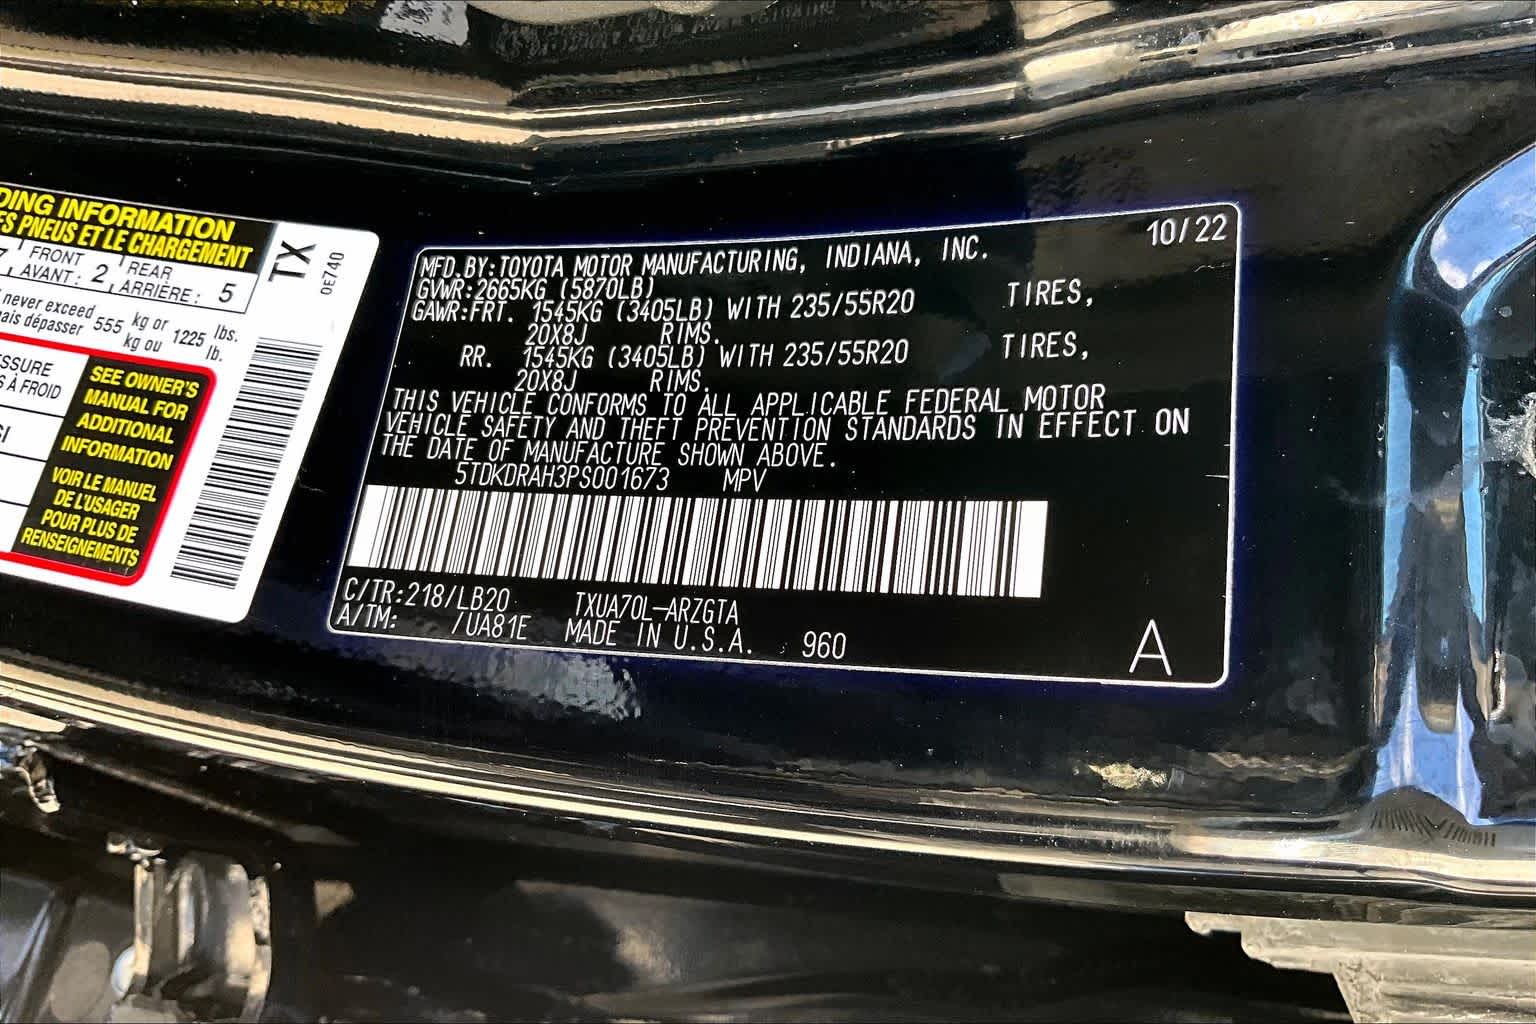 DING INFORMATION
ES PNEUS ET LE CHARGEMENT
FRONT
AVANT : 2
REAR
ARRIÈRE : 5
never exceed
mais dépasser 555 kg or
kg ou 1225 lbs.
lb.
SSURE
À FROID
SEE OWNER'S
MANUAL FOR
ADDITIONAL
INFORMATION
VOIR LE MANUEL
DE L'USAGER
POUR PLUS DE
RENSEIGNEMENTS
TX
0E740
10/22
MFD.BY:TOYOTA MOTOR MANUFACTURING, INDIANA, INC.
GVWR:2665KG (5870LB)
GAWR:FRT. 1545KG (3405LB) WITH 235/55R20 TIRES,
20X8J RIMS.
RR. 1545KG (3405LB) WITH 235/55R20 TIRES,
20X8J RIMS.
THIS VEHICLE CONFORMS TO ALL APPLICABLE FEDERAL MOTOR
VEHICLE SAFETY AND THEFT PREVENTION STANDARDS IN EFFECT ON
THE DATE OF MANUFACTURE SHOWN ABOVE.
5TDKDRAH3PS001673 MPV
C/TR:218/LB20 TXUA70L-ARZGTA
A/TM: /UA81E MADE IN U.S.A. 960
A